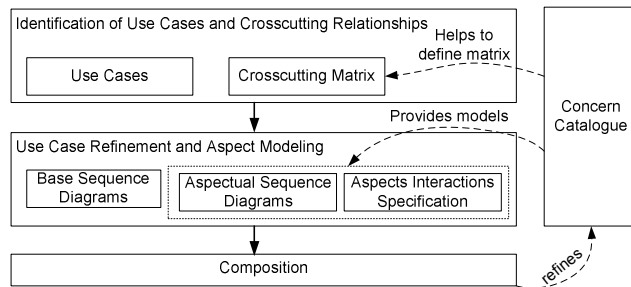 Identification of Use Cases and Crosscutting Relationships
Use Cases
Crosscutting Matrix
Helps to
define matrix
Concern
Catalogue
Provides models
Use Case Refinement and Aspect Modeling
Base Sequence
Diagrams
Aspectual Sequence
Diagrams
Aspects Interactions
Specification
Composition
refines